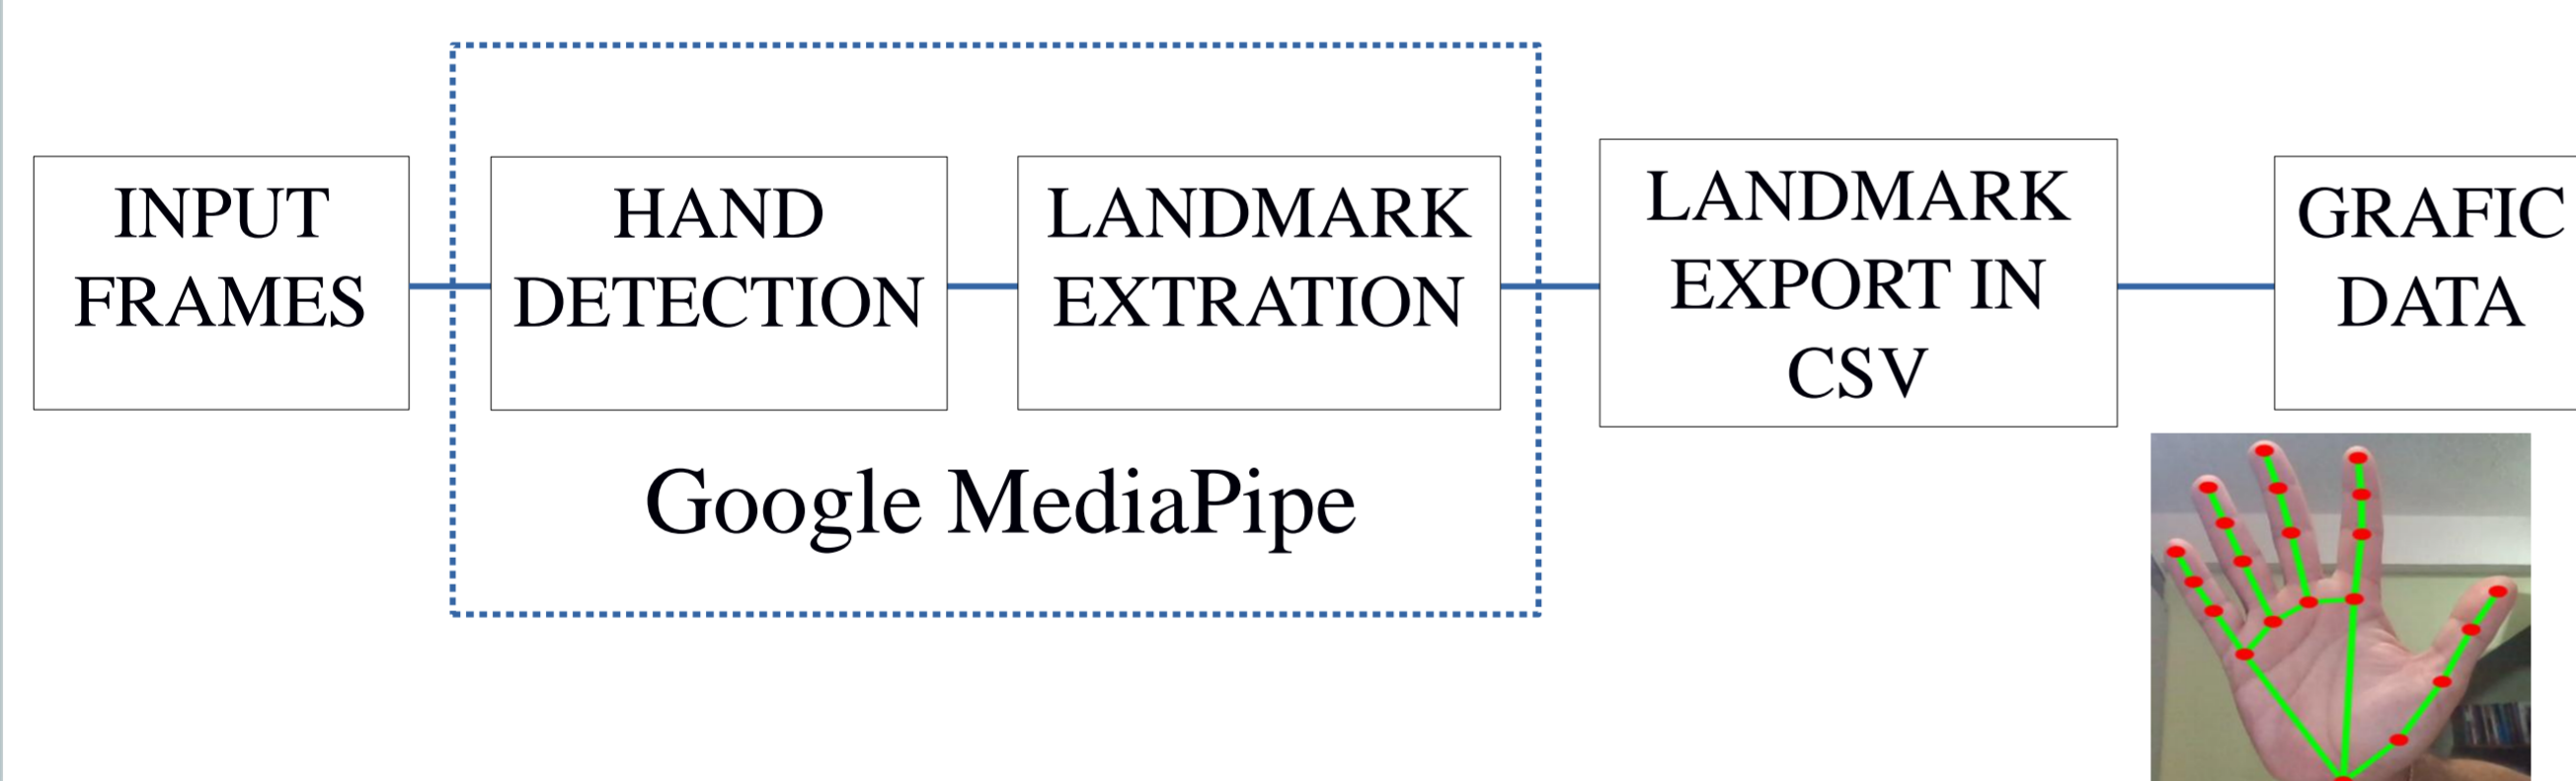 INPUT
FRAMES
HAND
DETECTION
LANDMARK
EXTRATION
LANDMARK
EXPORT IN
CSV
GRAFIC
DATA
Google MediaPipe